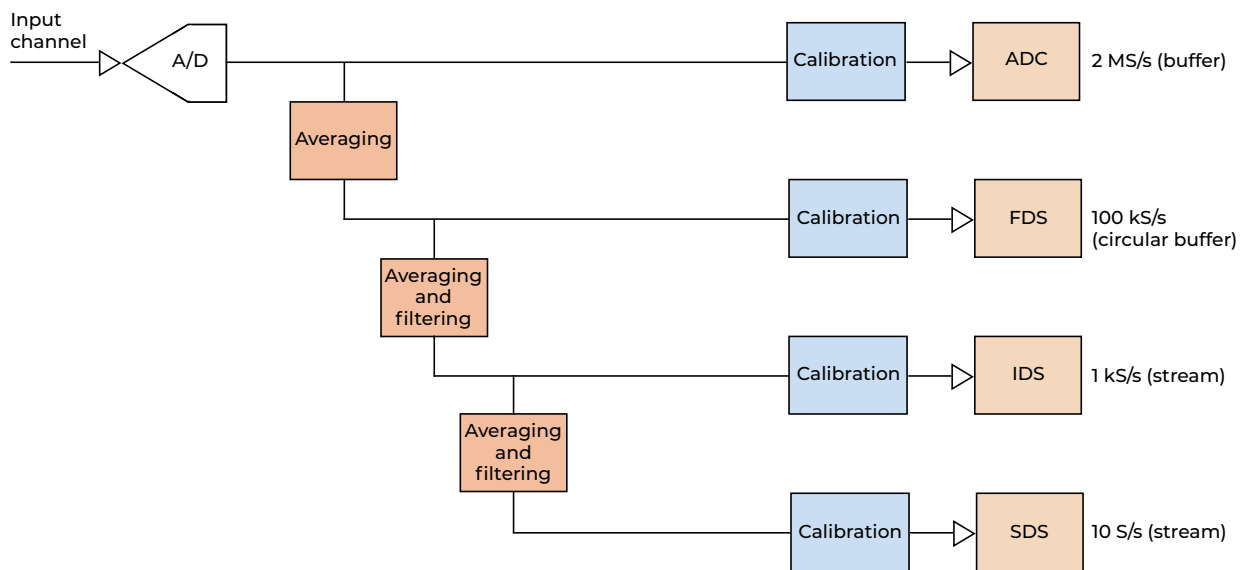 Input
channel
A/D
Calibration
ADC
2 MS/s (buffer)
Averaging
Calibration
FDS
100 kS/s
(circular buffer)
Averaging
and
filtering
Calibration
IDS
1 kS/s (stream)
Averaging
and
filtering
Calibration
SDS
10 S/s (stream)